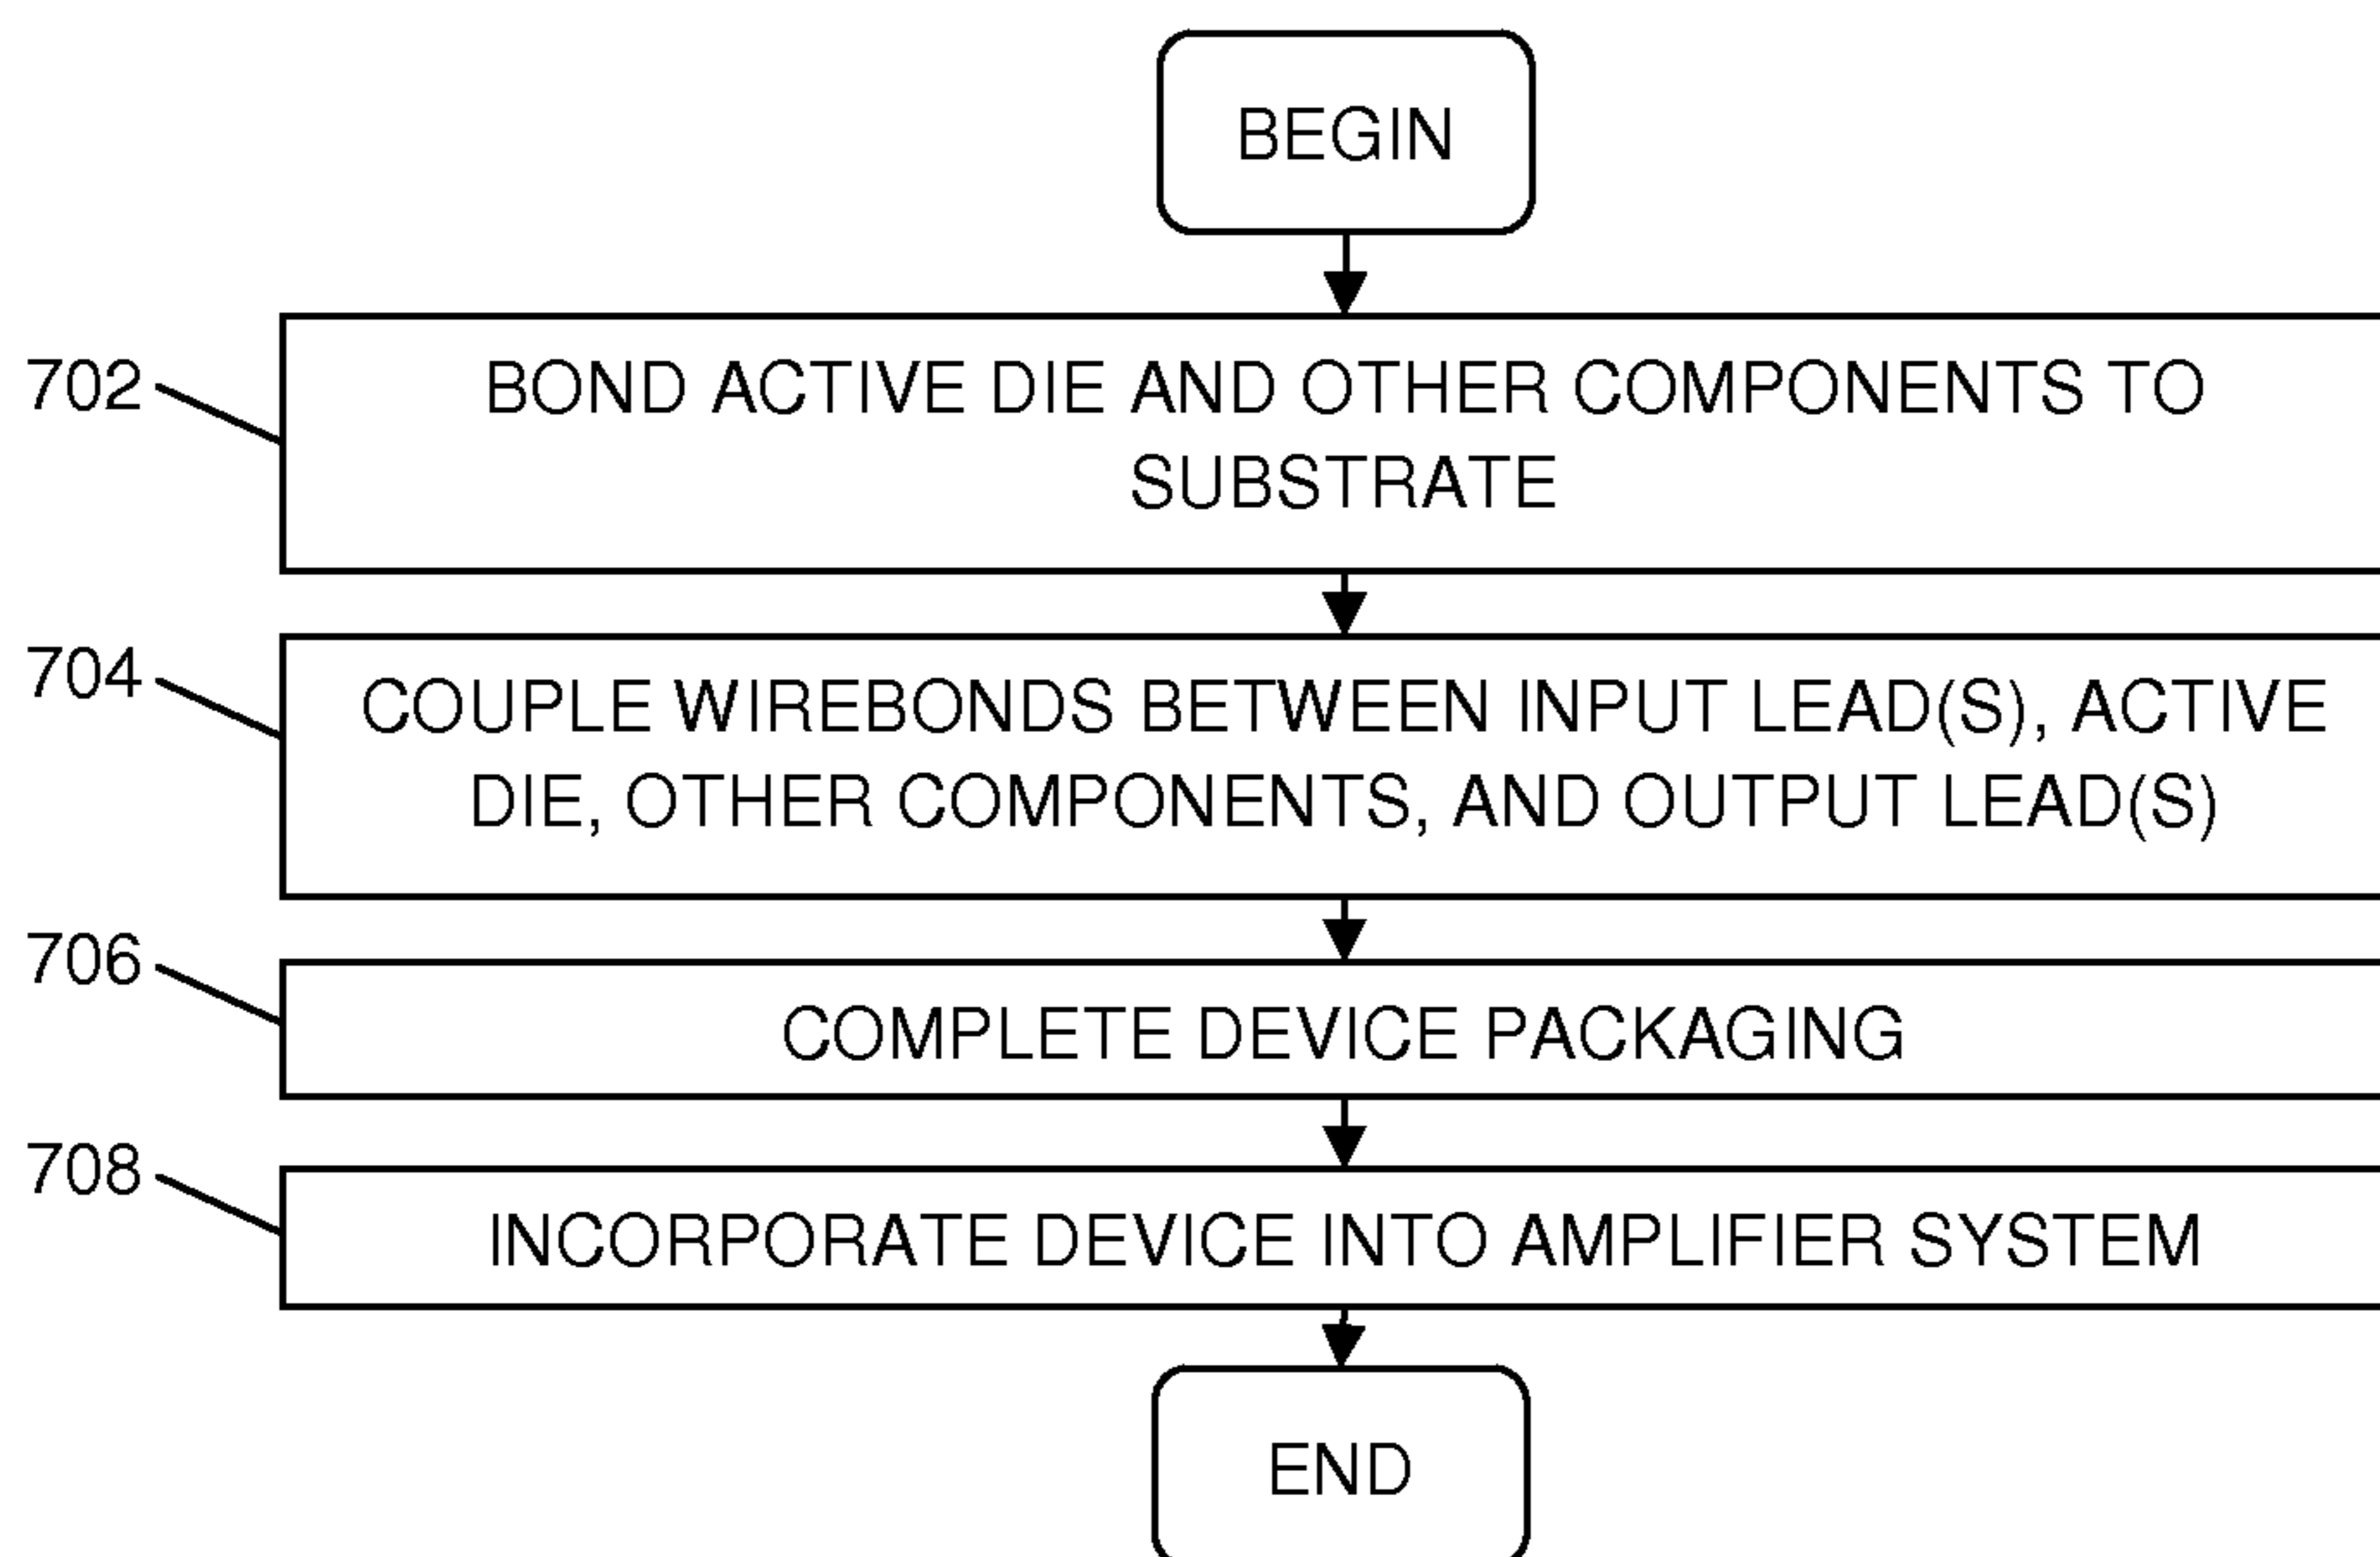 BEGIN
702
BOND ACTIVE DIE AND OTHER COMPONENTS TO
SUBSTRATE
704
COUPLE WIREBONDS BETWEEN INPUT LEAD(S), ACTIVE
DIE, OTHER COMPONENTS, AND OUTPUT LEAD(S)
706
COMPLETE DEVICE PACKAGING
708
INCORPORATE DEVICE INTO AMPLIFIER SYSTEM
END